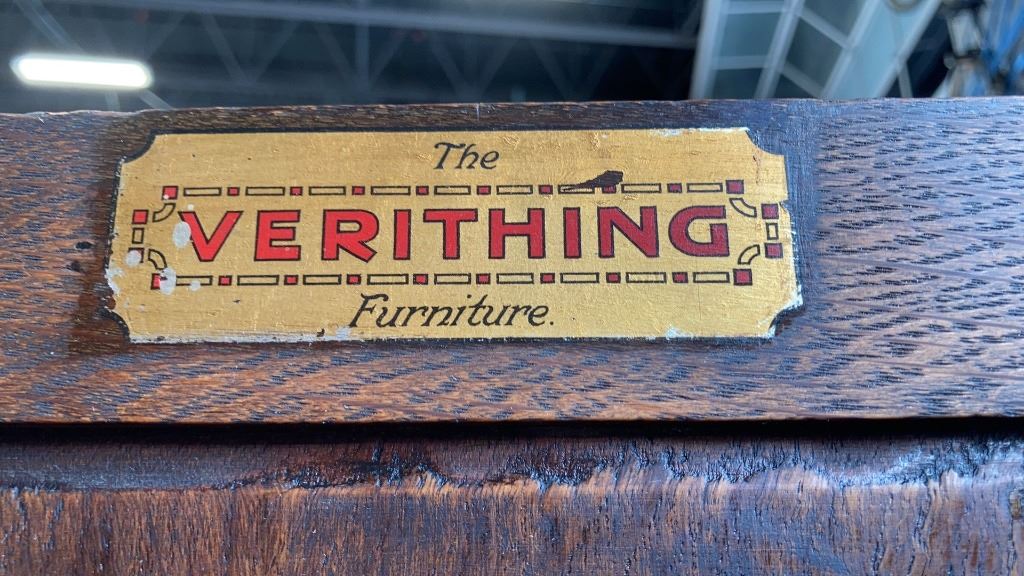 The
VERITHING
Furniture.